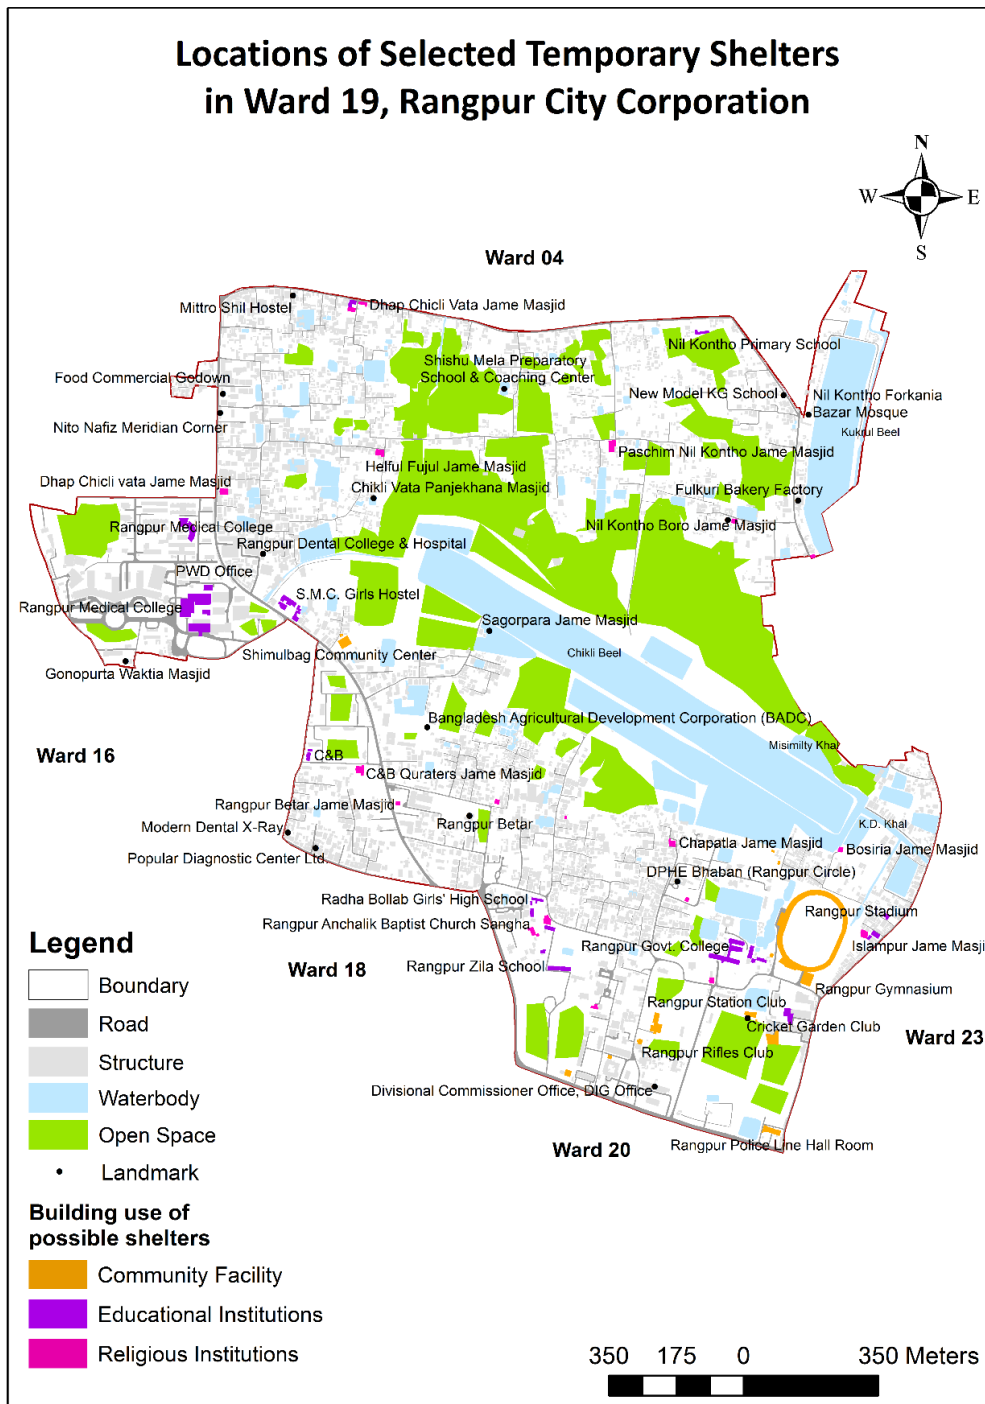 Locations of Selected Temporary Shelters
in Ward 19, Rangpur City Corporation
N
W
E
S
Ward 04
Mittro Shil Hostel
Dhap Chicli Vata Jame Masjid
Nil Kontho Primary School
Shishu Mela Preparatory
School & Coaching Center
Food Commercial Godown
New Model KG School
Nil Kontho Forkania
Bazar Mosque
Nito Nafiz Meridian Corner
Kukrul Beel
Paschim Nil Kontho Jame Masjid
Helful Fujul Jame Masjid
Dhap Chicli vata Jame Masjid
Chikli Vata Panjekhana Masjid
Fulkuri Bakery Factory
Rangpur Medical College
Nil Kontho Boro Jame Masjid
Rangpur Dental College & Hospital
PWD Office
S.M.C. Girls Hostel
Rangpur Medical College
Sagorpara Jame Masjid
Shimulbag Community Center
Chikli Beel
Gonopurta Waktia Masjid
Bangladesh Agricultural Development Corporation (BADC)
Ward 16
Misimilty Khal
C&B
C&B Quraters Jame Masjid
Rangpur Betar Jame Masjid
Modern Dental X-Ray
Rangpur Betar
K.D. Khal
Popular Diagnostic Center Ltd.
Chapatla Jame Masjid
Bosiria Jame Masjid
DPHE Bhaban (Rangpur Circle)
Radha Bollab Girls' High School
Rangpur Stadium
Rangpur Anchalik Baptist Church Sangha
Rangpur Govt. College
Islampur Jame Masji
Ward 18
Rangpur Zila School
Rangpur Gymnasium
Rangpur Station Club
Cricket Garden Club
Ward 23
Rangpur Rifles Club
Divisional Commissioner Office, DIG Office
Ward 20
Rangpur Police Line Hall Room
Legend
Boundary
Road
Structure
Waterbody
Open Space
Landmark
Building use of
possible shelters
Community Facility
Educational Institutions
Religious Institutions
350 175 0 350 Meters